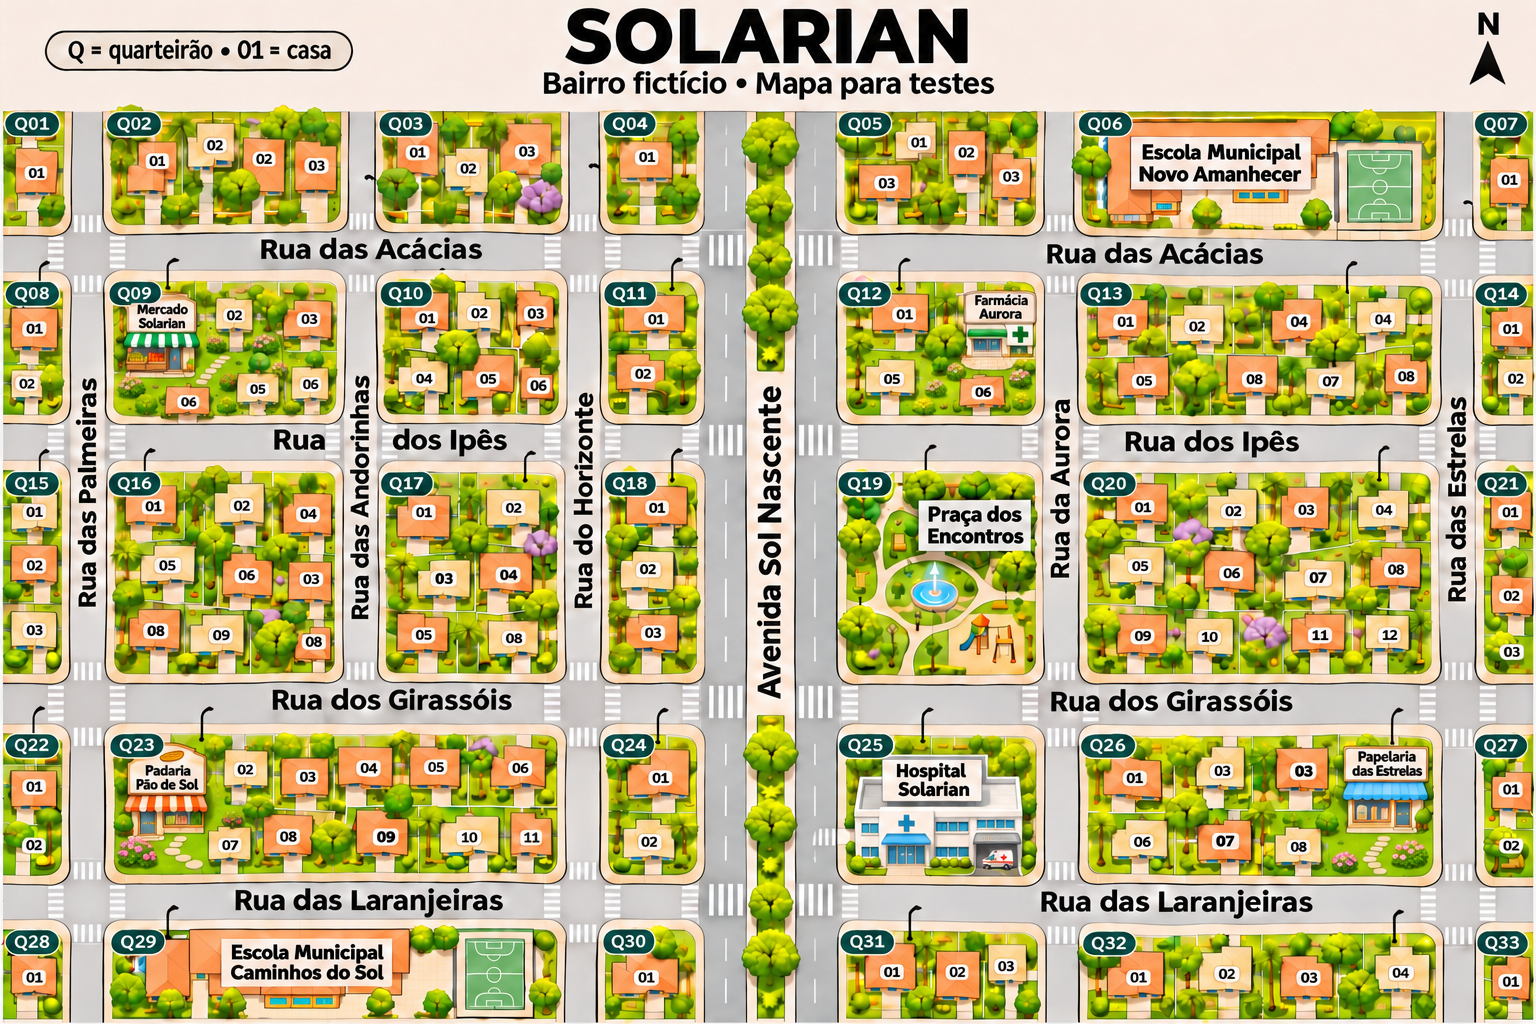 SOLARIAN
Bairro fictício • Mapa para testes
Q = quarteirão • 01 = casa
N
Q01
01
Q02
01
02
02
03
Q03
01
02
03
Q04
01
Q05
01
02
03
03
Q06
Escola Municipal
Novo Amanhecer
Q07
01
Rua das Acácias
Rua das Acácias
Q08
01
02
Q09
Mercado
Solarian
02
03
05
06
06
Q10
01
02
03
04
05
06
Q11
01
02
Q12
01
Farmácia
Aurora
05
06
Q13
01
02
04
04
05
08
07
08
Q14
01
02
Rua das Palmeiras
Rua das Andorinhas
Rua do Horizonte
Avenida Sol Nascente
Rua da Aurora
Rua das Estrelas
Rua dos Ipês
Rua dos Ipês
Q15
01
02
03
Q16
01
02
04
05
06
03
08
09
08
Q17
01
02
03
04
05
08
Q18
01
02
03
Q19
Praça dos
Encontros
Q20
01
02
03
04
05
06
07
08
09
10
11
12
Q21
01
02
03
Rua dos Girassóis
Rua dos Girassóis
Q22
01
02
Q23
Padaria
Pão de Sol
02
03
04
05
06
07
08
09
10
11
Q24
01
02
Q25
Hospital
Solarian
Q26
01
03
03
Papelaria
das Estrelas
06
07
08
Q27
01
02
Rua das Laranjeiras
Rua das Laranjeiras
Q28
01
Q29
Escola Municipal
Caminhos do Sol
Q30
01
Q31
01
02
03
Q32
01
02
03
04
Q33
01